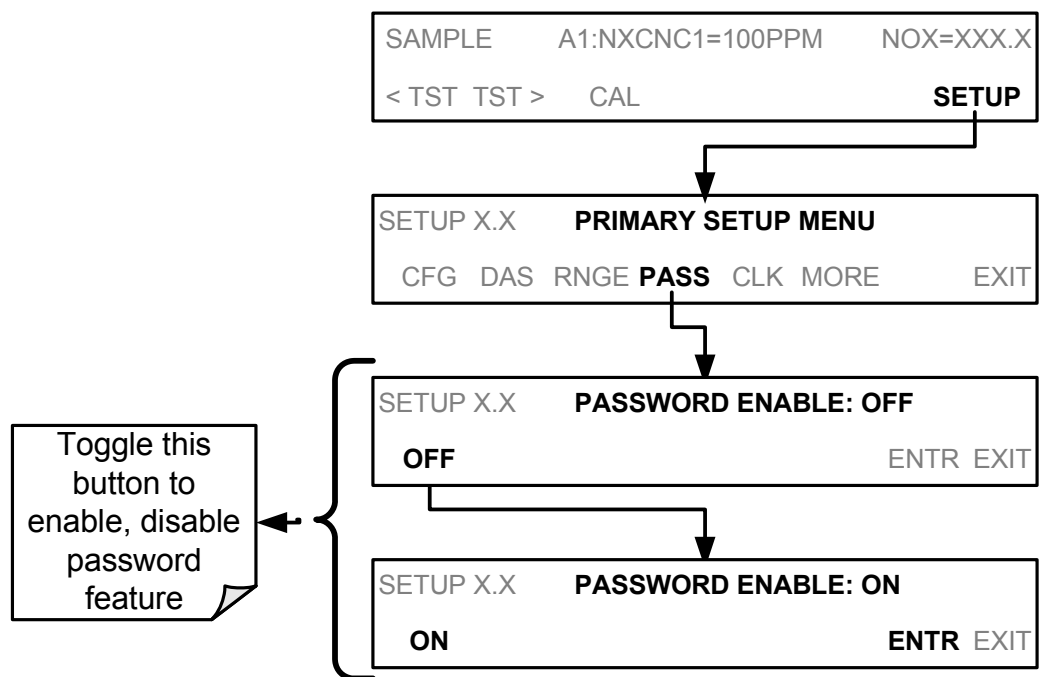 SAMPLE A1:NXCNC1=100PPM NOX=XXX.X
< TST TST > CAL SETUP
SETUP X.X PRIMARY SETUP MENU
CFG DAS RNGE PASS CLK MORE EXIT
SETUP X.X PASSWORD ENABLE: OFF
OFF ENTR EXIT
Toggle this
button to
enable, disable
password
feature
SETUP X.X PASSWORD ENABLE: ON
ON ENTR EXIT